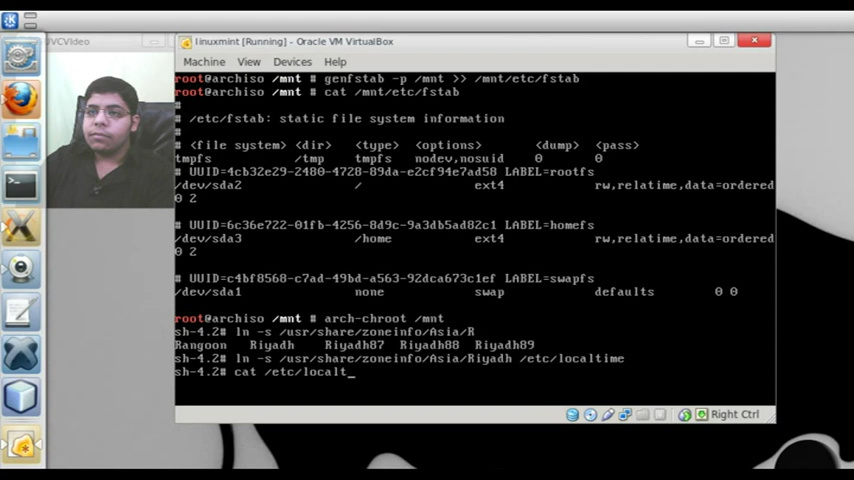 UVCVideo
linuxmint [Running] - Oracle VM VirtualBox
Machine View Devices Help
root@archiso /mnt # genfstab -p /mnt >> /mnt/etc/fstab
root@archiso /mnt # cat /mnt/etc/fstab
#
# /etc/fstab: static file system information
#
# <file system> <dir> <type> <options> <dump> <pass>
tmpfs /tmp tmpfs nodev,nosuid 0 0
# UUID=4cb32e29-2480-4728-89da-e2cf94e7ad58 LABEL=rootfs
/dev/sda2 / ext4 rw,relatime,data=ordered
0 2
# UUID=6c36e722-01fb-4256-8d9c-9a3db5ad82c1 LABEL=homefs
/dev/sda3 /home ext4 rw,relatime,data=ordered
0 2
# UUID=c4bf8568-c7ad-49bd-a563-92dca673c1ef LABEL=swapfs
/dev/sda1 none swap defaults 0 0
root@archiso /mnt # arch-chroot /mnt
sh-4.2# ln -s /usr/share/zoneinfo/Asia/R
Rangoon Riyadh Riyadh87 Riyadh88 Riyadh89
sh-4.2# ln -s /usr/share/zoneinfo/Asia/Riyadh /etc/localtime
sh-4.2# cat /etc/localt_
Right Ctrl